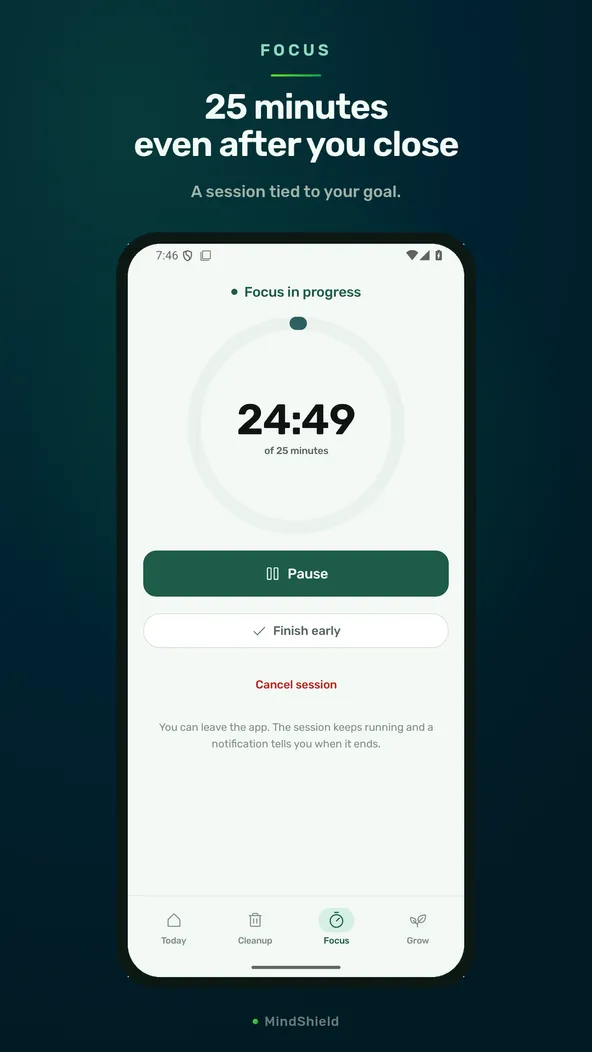 FOCUS
25 minutes
even after you close
A session tied to your goal.
7:46
Focus in progress
24:49
of 25 minutes
Pause
Finish early
Cancel session
You can leave the app. The session keeps running and a
notification tells you when it ends.
Today Cleanup Focus Grow
MindShield